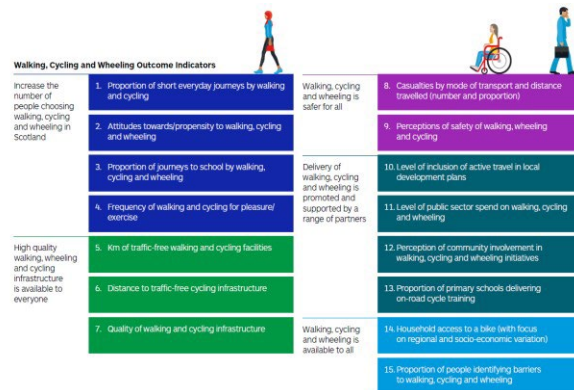 Walking, Cycling and Wheeling Outcome Indicators
Increase the
number of
people choosing
walking, cycling
and wheeling in
Scotland
1. Proportion of short everyday journeys by walking
and cycling
2. Attitudes towards/propensity to walking, cycling
and wheeling
3. Proportion of journeys to school by walking,
cycling and wheeling
4. Frequency of walking and cycling for pleasure/
exercise
High quality
walking, wheeling
and cycling
infrastructure
is available to
everyone
5. Km of traffic-free walking and cycling facilities
6. Distance to traffic-free cycling infrastructure
7. Quality of walking and cycling infrastructure
Walking, cycling
and wheeling is
safer for all
8. Casualties by mode of transport and distance
travelled (number and proportion)
9. Perceptions of safety of walking, wheeling
and cycling
Delivery of
walking, cycling
and wheeling is
promoted and
supported by a
range of partners
10. Level of inclusion of active travel in local
development plans
11. Level of public sector spend on walking, cycling
and wheeling
12. Perception of community involvement in
walking, cycling and wheeling initiatives
13. Proportion of primary schools delivering
on-road cycle training
Walking, cycling
and wheeling is
available to all
14. Household access to a bike (with focus
on regional and socio-economic variation)
15. Proportion of people identifying barriers
to walking, cycling and wheeling